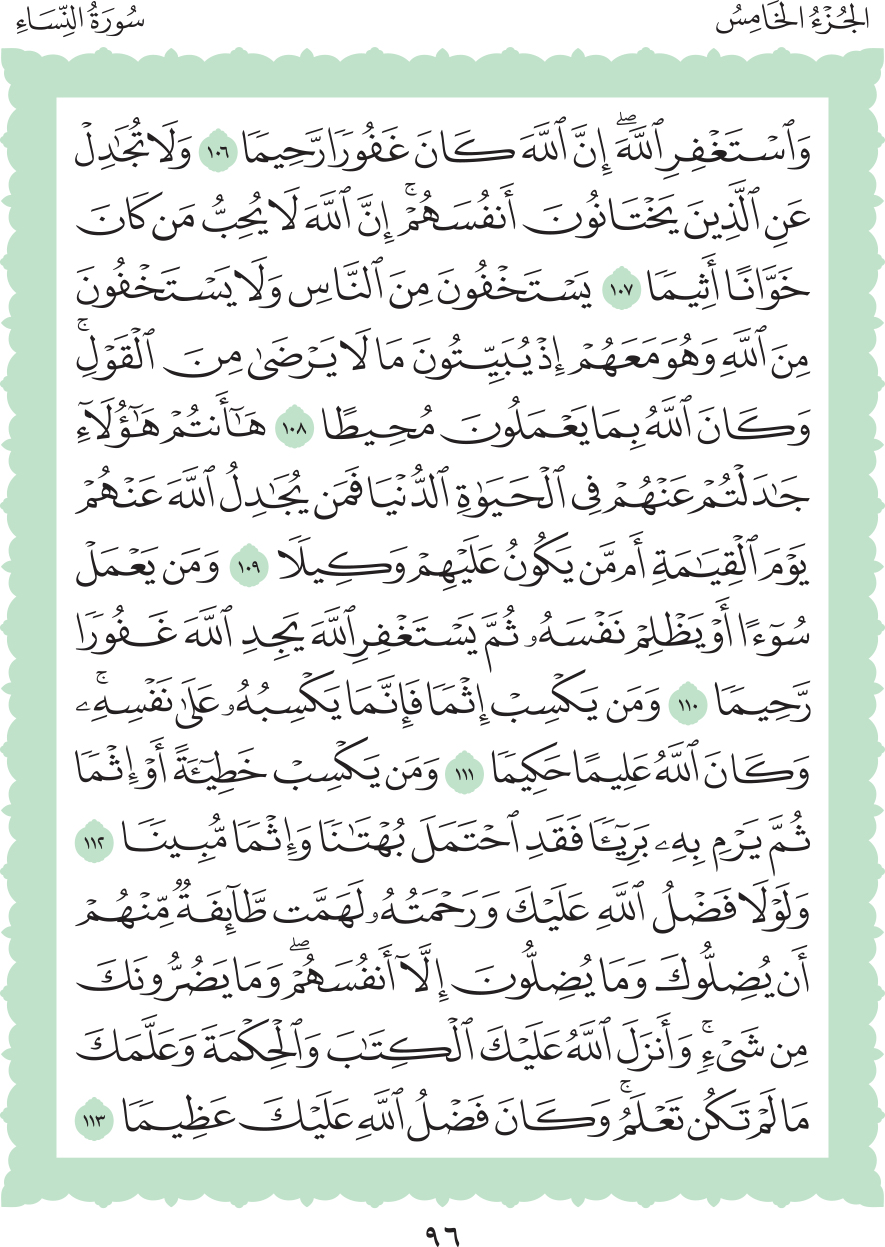 الجُزْءُ الخَامِسُ
سُورَةُ النِّسَاءِ
وَٱسْتَغْفِرِ ٱللَّهَۖ إِنَّ ٱللَّهَ كَانَ غَفُورًا رَّحِيمًا ١٠٦ وَلَا تُجَٰدِلْ
عَنِ ٱلَّذِينَ يَخْتَانُونَ أَنفُسَهُمْۚ إِنَّ ٱللَّهَ لَا يُحِبُّ مَن كَانَ
خَوَّانًا أَثِيمًا ١٠٧ يَسْتَخْفُونَ مِنَ ٱلنَّاسِ وَلَا يَسْتَخْفُونَ
مِنَ ٱللَّهِ وَهُوَ مَعَهُمْ إِذْ يُبَيِّتُونَ مَا لَا يَرْضَىٰ مِنَ ٱلْقَوْلِۚ
وَكَانَ ٱللَّهُ بِمَا يَعْمَلُونَ مُحِيطًا ١٠٨ هَٰٓأَنتُمْ هَٰٓؤُلَآءِ
جَٰدَلْتُمْ عَنْهُمْ فِى ٱلْحَيَوٰةِ ٱلدُّنْيَا فَمَن يُجَٰدِلُ ٱللَّهَ عَنْهُمْ
يَوْمَ ٱلْقِيَٰمَةِ أَم مَّن يَكُونُ عَلَيْهِمْ وَكِيلًا ١٠٩ وَمَن يَعْمَلْ
سُوٓءًا أَوْ يَظْلِمْ نَفْسَهُۥ ثُمَّ يَسْتَغْفِرِ ٱللَّهَ يَجِدِ ٱللَّهَ غَفُورًا
رَّحِيمًا ١١٠ وَمَن يَكْسِبْ إِثْمًا فَإِنَّمَا يَكْسِبُهُۥ عَلَىٰ نَفْسِهِۦۚ
وَكَانَ ٱللَّهُ عَلِيمًا حَكِيمًا ١١١ وَمَن يَكْسِبْ خَطِيٓـَٔةً أَوْ إِثْمًا
ثُمَّ يَرْمِ بِهِۦ بَرِيٓـًٔا فَقَدِ ٱحْتَمَلَ بُهْتَٰنًا وَإِثْمًا مُّبِينًا ١١٢
وَلَوْلَا فَضْلُ ٱللَّهِ عَلَيْكَ وَرَحْمَتُهُۥ لَهَمَّت طَّآئِفَةٌ مِّنْهُمْ
أَن يُضِلُّوكَ وَمَا يُضِلُّونَ إِلَّآ أَنفُسَهُمْۖ وَمَا يَضُرُّونَكَ
مِن شَىْءٍۚ وَأَنزَلَ ٱللَّهُ عَلَيْكَ ٱلْكِتَٰبَ وَٱلْحِكْمَةَ وَعَلَّمَكَ
مَا لَمْ تَكُن تَعْلَمُۚ وَكَانَ فَضْلُ ٱللَّهِ عَلَيْكَ عَظِيمًا ١١٣
٩٦